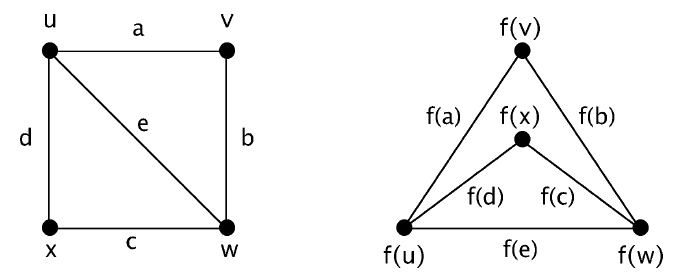 u
a
v
d
e
b
x
c
w
f(v)
f(a)
f(x)
f(b)
f(d)
f(c)
f(u)
f(e)
f(w)